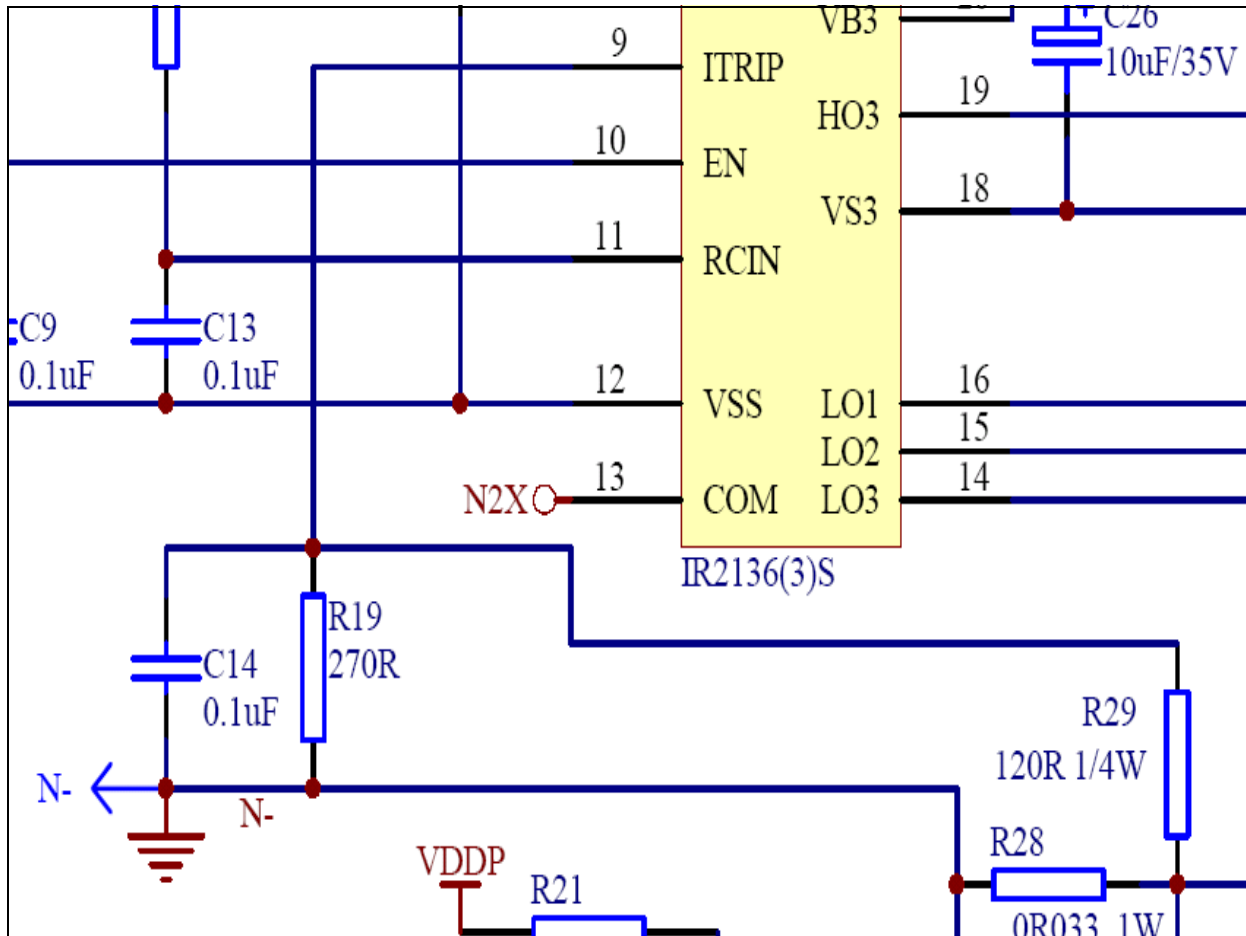 VB3
C26
9
ITRIP
10uF/35V
19
HO3
10
EN
18
VS3
11
RCIN
C9
0.1uF
C13
0.1uF
12
VSS
LO1
16
LO2
15
N2X
13
COM
LO3
14
IR2136(3)S
R19
270R
C14
0.1uF
R29
120R 1/4W
N-
N-
R28
VDDP
R21
0R033 1W